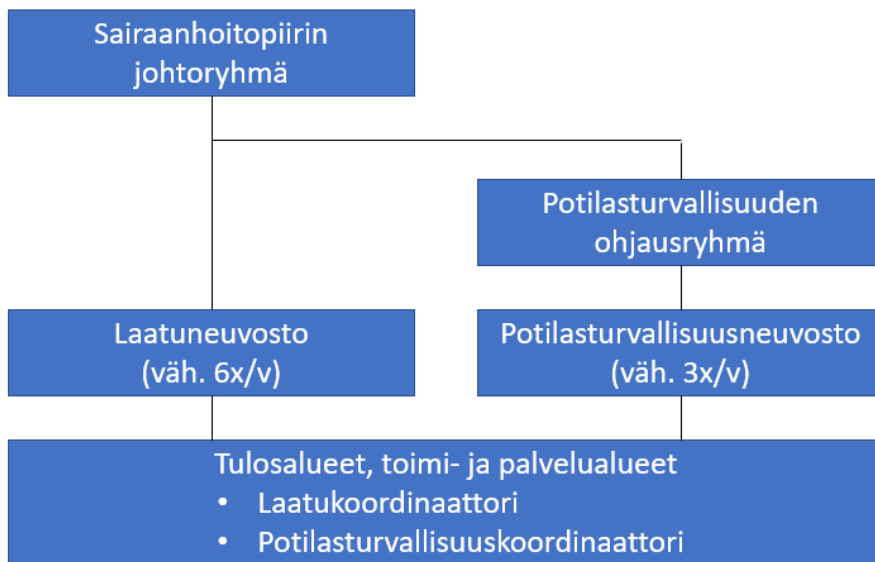 Sairaanhoitopiirin
johtoryhmä
Potilasturvallisuuden
ohjausryhmä
Laatuneuvosto
(väh. 6x/v)
Potilasturvallisuusneuvosto
(väh. 3x/v)
Tulosalueet, toimi- ja palvelualueet
• Laatukoordinaattori
• Potilasturvallisuuskoordinaattori